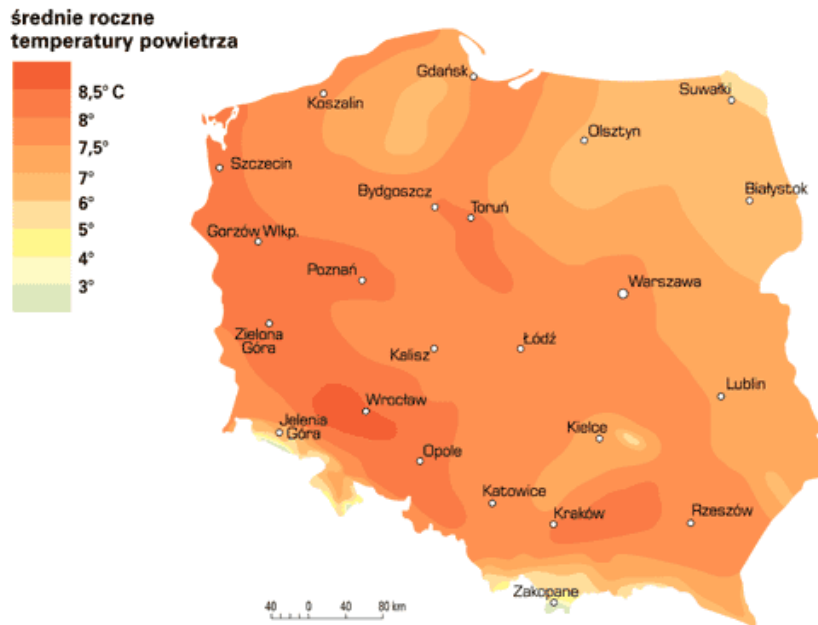 średnie roczne
temperatury powietrza
8,5° C
8°
7,5°
7°
6°
5°
4°
3°
Gdańsk
Koszalin
Suwałki
Olsztyn
Szczecin
Bydgoszcz
Toruń
Białystok
Gorzów Wlkp.
Poznań
Warszawa
Zielona
Góra
Kalisz
Łódź
Lublin
Wrocław
Jelenia
Góra
Kielce
Opole
Katowice
Kraków
Rzeszów
Zakopane
40 0 40 80 km